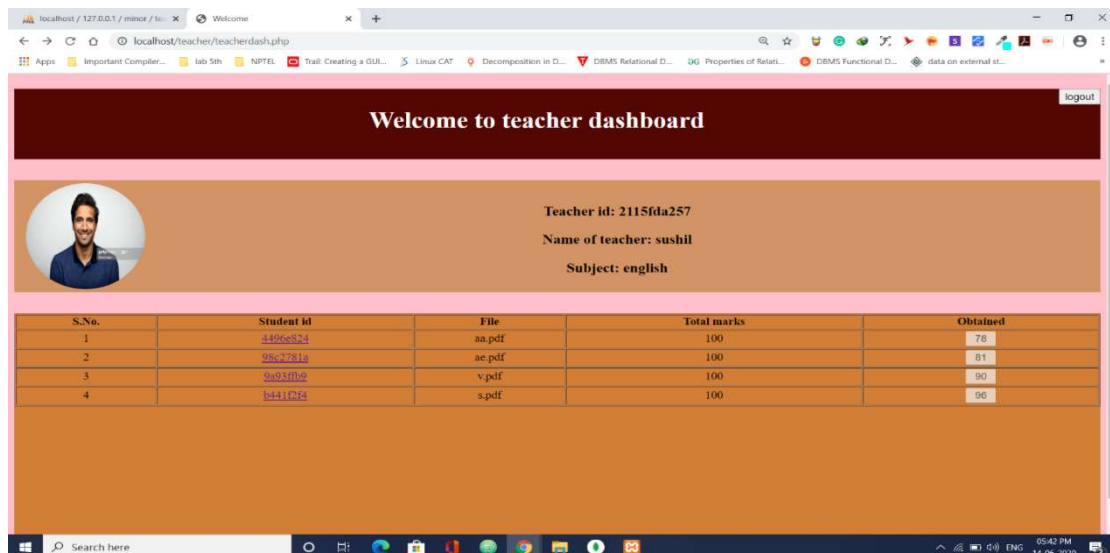 localhost / 127.0.0.1 / minor / tea
Welcome
localhost/teacher/teacherdash.php
Apps
Important Compiler...
lab 5th
NPTEL
Trail: Creating a GUI...
Linux CAT
Decomposition in D...
DBMS Relational D...
Properties of Relati...
DBMS Functional D...
data on external st...
logout
Welcome to teacher dashboard
Teacher id: 2115fda257
Name of teacher: sushil
Subject: english
S.No. Student id File Total marks Obtained
1 4496e824 aa.pdf 100 78
2 98c2781a ae.pdf 100 81
3 9a93ffb9 v.pdf 100 90
4 b441f2f4 s.pdf 100 96
Search here
ENG
05:42 PM
14-06-2020